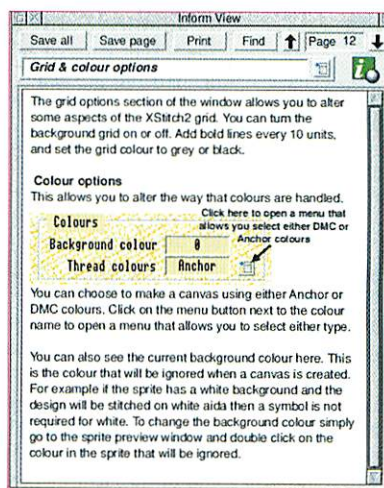 Inform View
Save all Save page Print Find Page 12
Grid & colour options
The grid options section of the window allows you to alter
some aspects of the XStitch2 grid. You can turn the
background grid on or off. Add bold lines every 10 units,
and set the grid colour to grey or black.
Colour options
This allows you to alter the way that colours are handled.
Click here to open a menu that
allows you select either DMC or
Anchor colours
Colours
Background colour 0
Thread colours Anchor
You can choose to make a canvas using either Anchor or
DMC colours. Click on the menu button next to the colour
name to open a menu that allows you to select either type.
You can also see the current background colour here. This
is the colour that will be ignored when a canvas is created.
For example if the sprite has a white background and the
design will be stitched on white aida then a symbol is not
required for white. To change the background colour simply
go to the sprite preview window and double click on the
colour in the sprite that will be ignored.